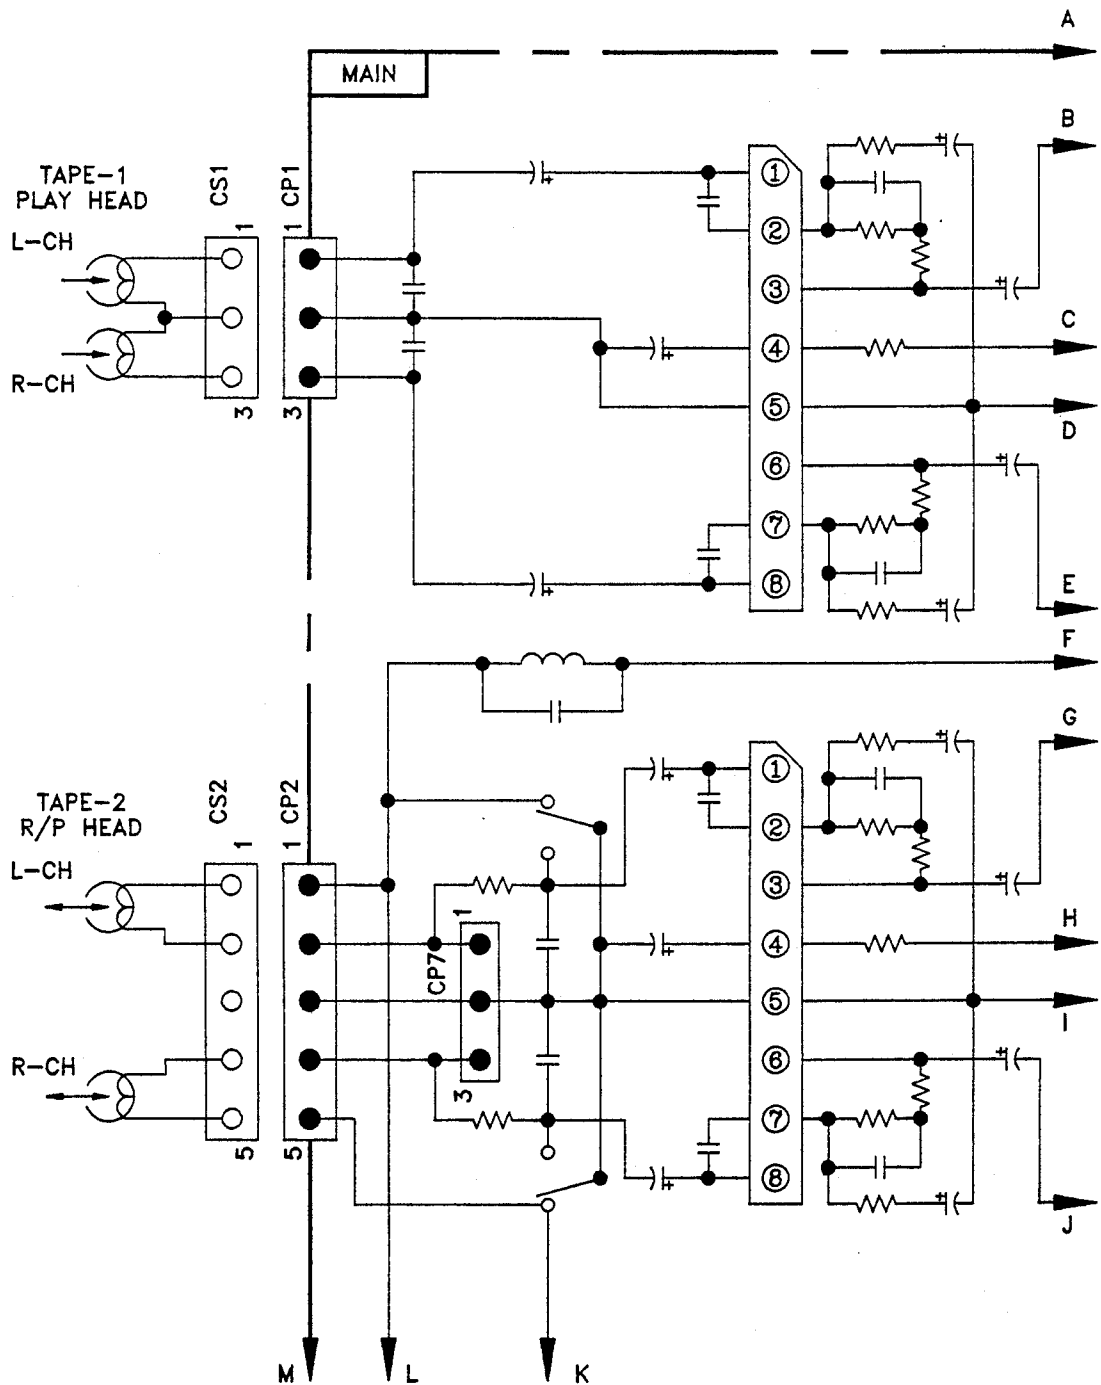 A
MAIN
B
TAPE-1
PLAY HEAD
CS1
CP1
L-CH
1
1
C
R-CH
3
3
D
①
②
③
④
⑤
⑥
⑦
⑧
+
+
+
+
+
+
+
+
E
F
G
TAPE-2
R/P HEAD
CS2
CP2
L-CH
1
1
CP7
1
3
H
I
R-CH
5
5
①
②
③
④
⑤
⑥
⑦
⑧
+
+
+
+
+
+
+
J
M
L
K